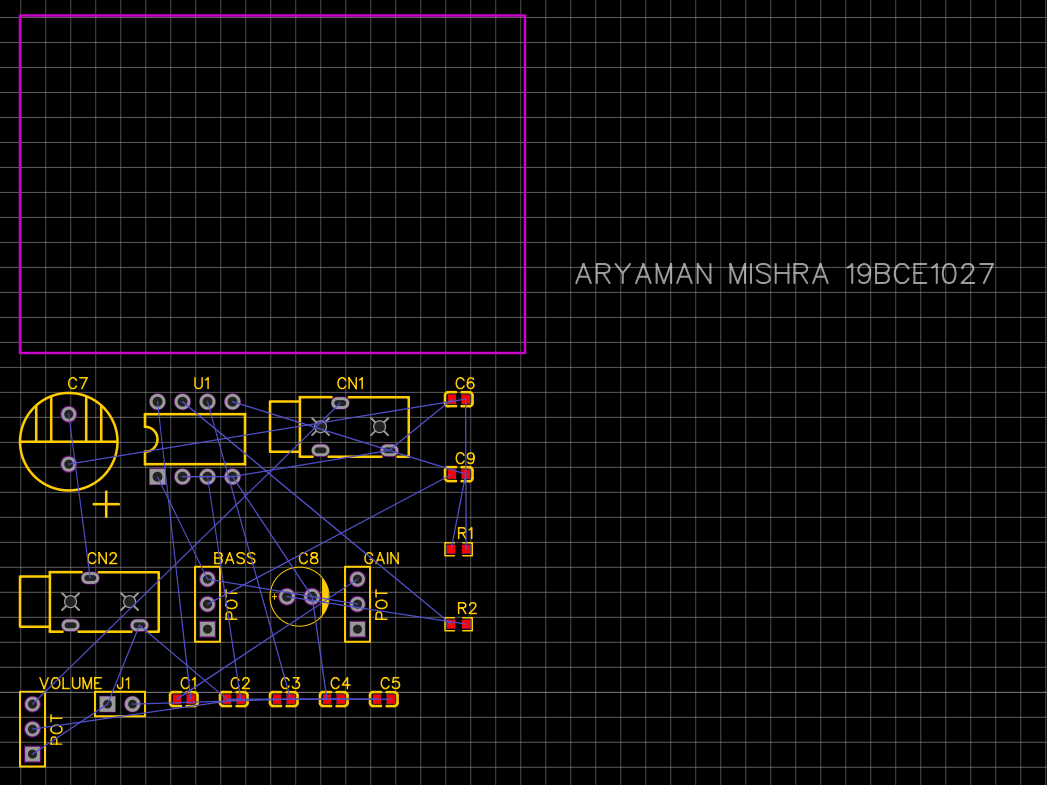 ARYAMAN MISHRA 19BCE1027
C7 U1 CN1 C6
C9
R1
CN2 BASS C8 GAIN
POT POT
R2
VOLUME J1 C1 C2 C3 C4 C5
POT